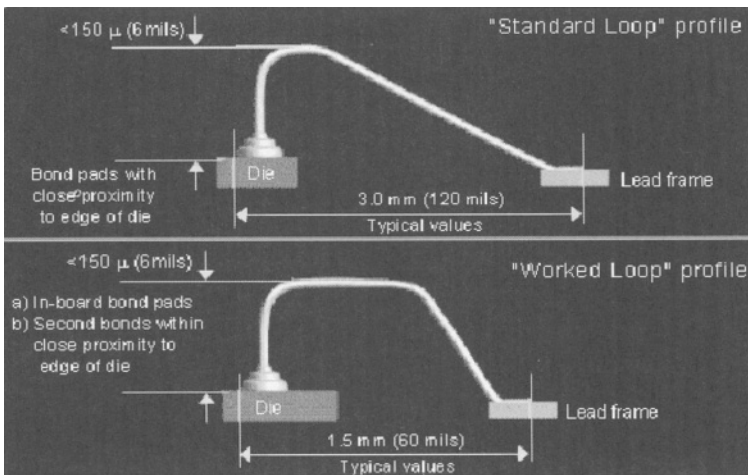 <150 μ (6mils)
"Standard Loop" profile
Bond pads with
close proximity
to edge of die
Die
Lead frame
3.0 mm (120 mils)
Typical values
<150 μ (6mils)
"Worked Loop" profile
a) In-board bond pads
b) Second bonds within
close proximity to
edge of die
Die
Lead frame
1.5 mm (60 mils)
Typical values